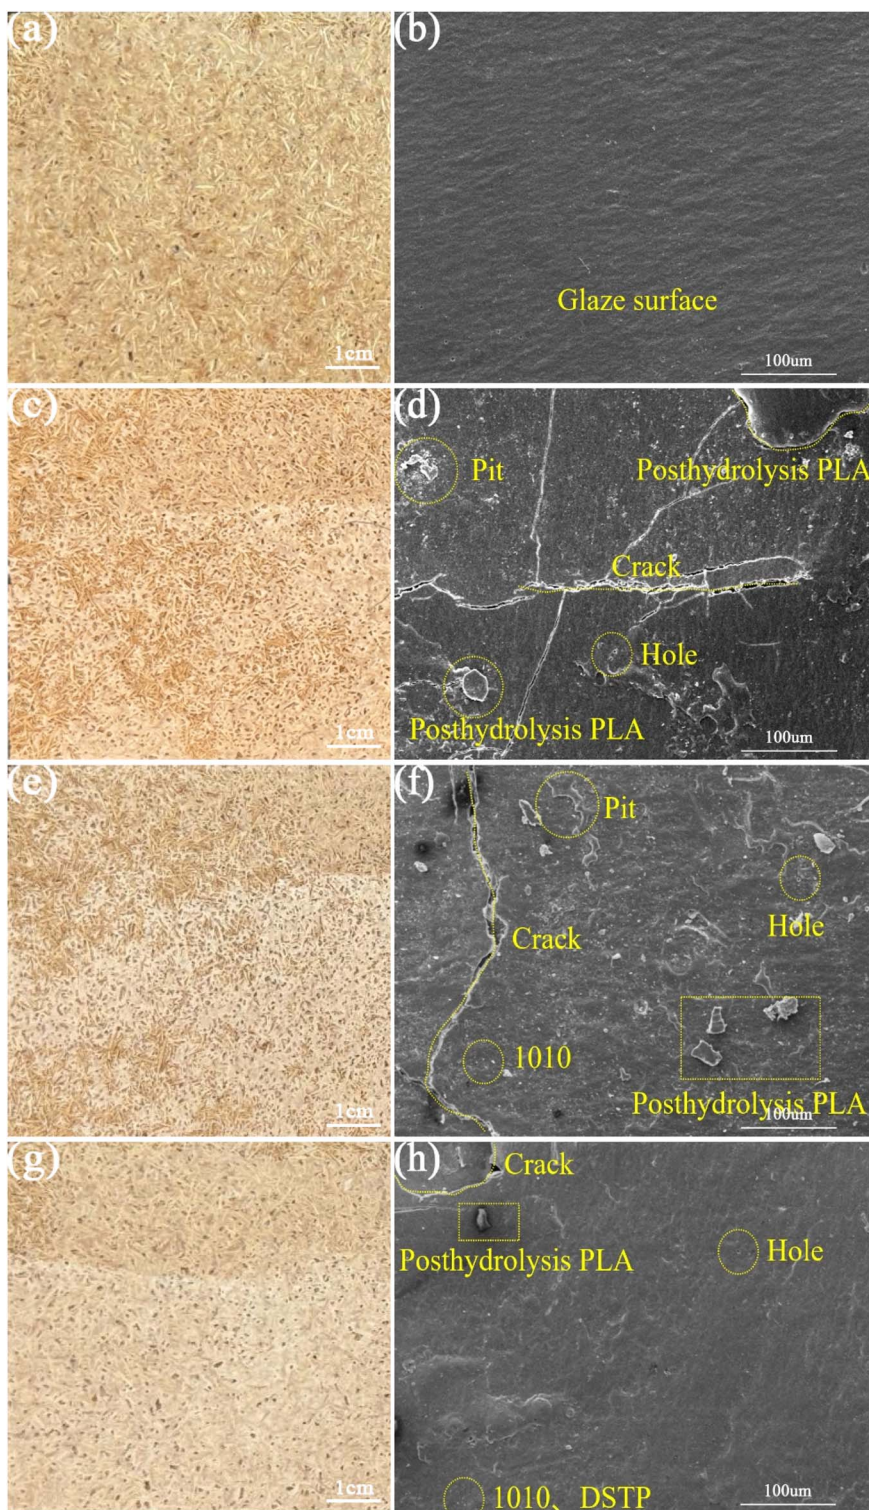 (a)
1cm
(b)
Glaze surface
100um
(c)
1cm
(d)
Pit
Posthydrolysis PLA
Crack
Hole
Posthydrolysis PLA
100um
(e)
1cm
(f)
Pit
Hole
Crack
1010
Posthydrolysis PLA
100um
(g)
1cm
(h)
Crack
Posthydrolysis PLA
Hole
1010、DSTP
100um